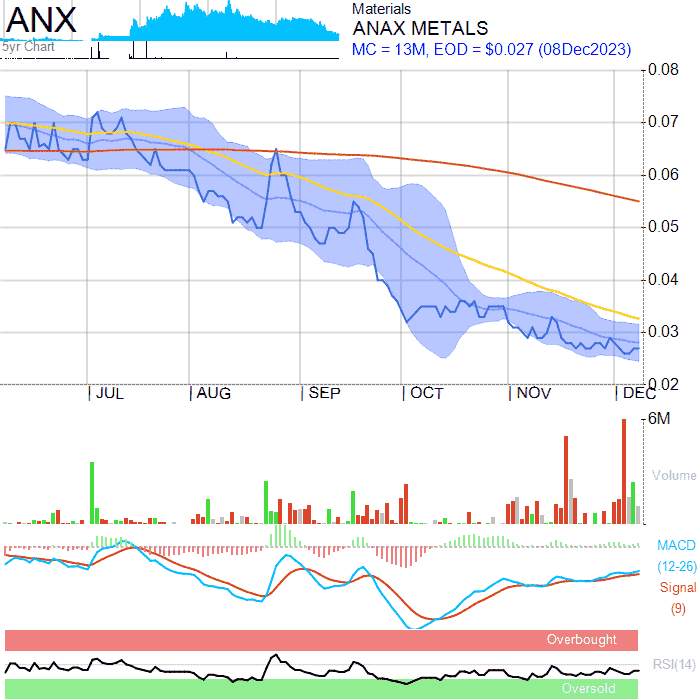 ANX
Materials
ANAX METALS
5yr Chart
MC = 13M, EOD = $0.027 (08Dec2023)
0.08
0.07
0.06
0.05
0.04
0.03
0.02
JUL AUG SEP OCT NOV DEC
6M
Volume
MACD
(12-26)
Signal
(9)
Overbought
RSI(14)
Oversold